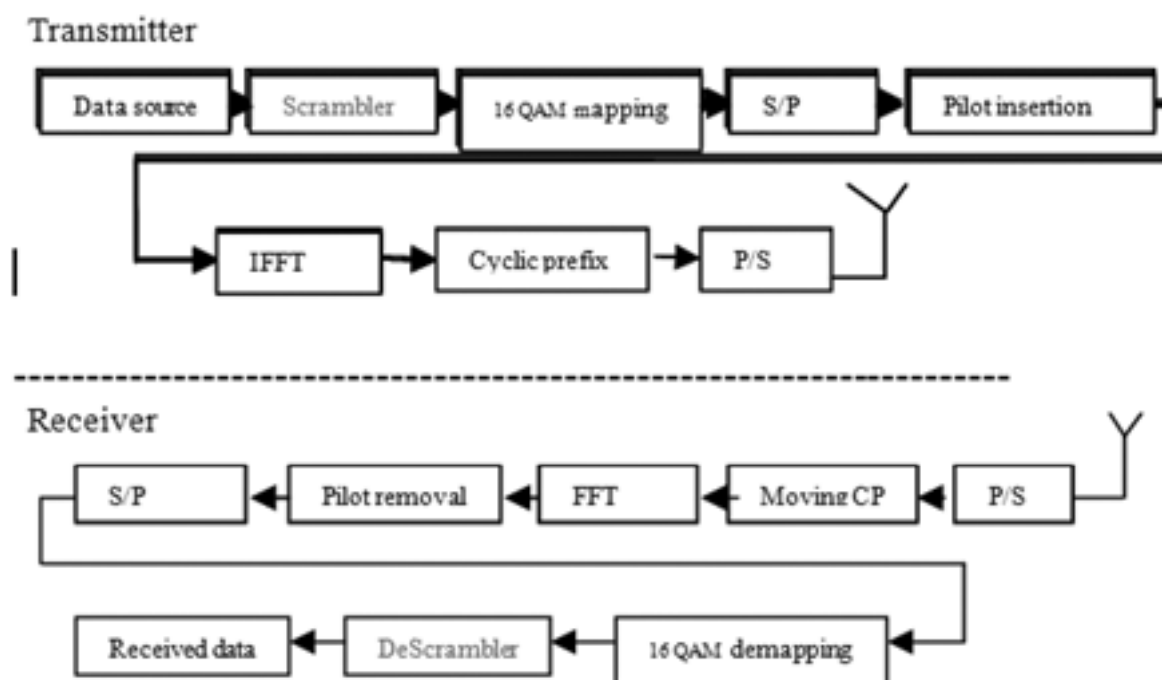 Transmitter
Data source
Scrambler
16 QAM mapping
S/P
Pilot insertion
IFFT
Cyclic prefix
P/S
Receiver
S/P
Pilot removal
FFT
Moving CP
P/S
Received data
DeScrambler
16 QAM demapping